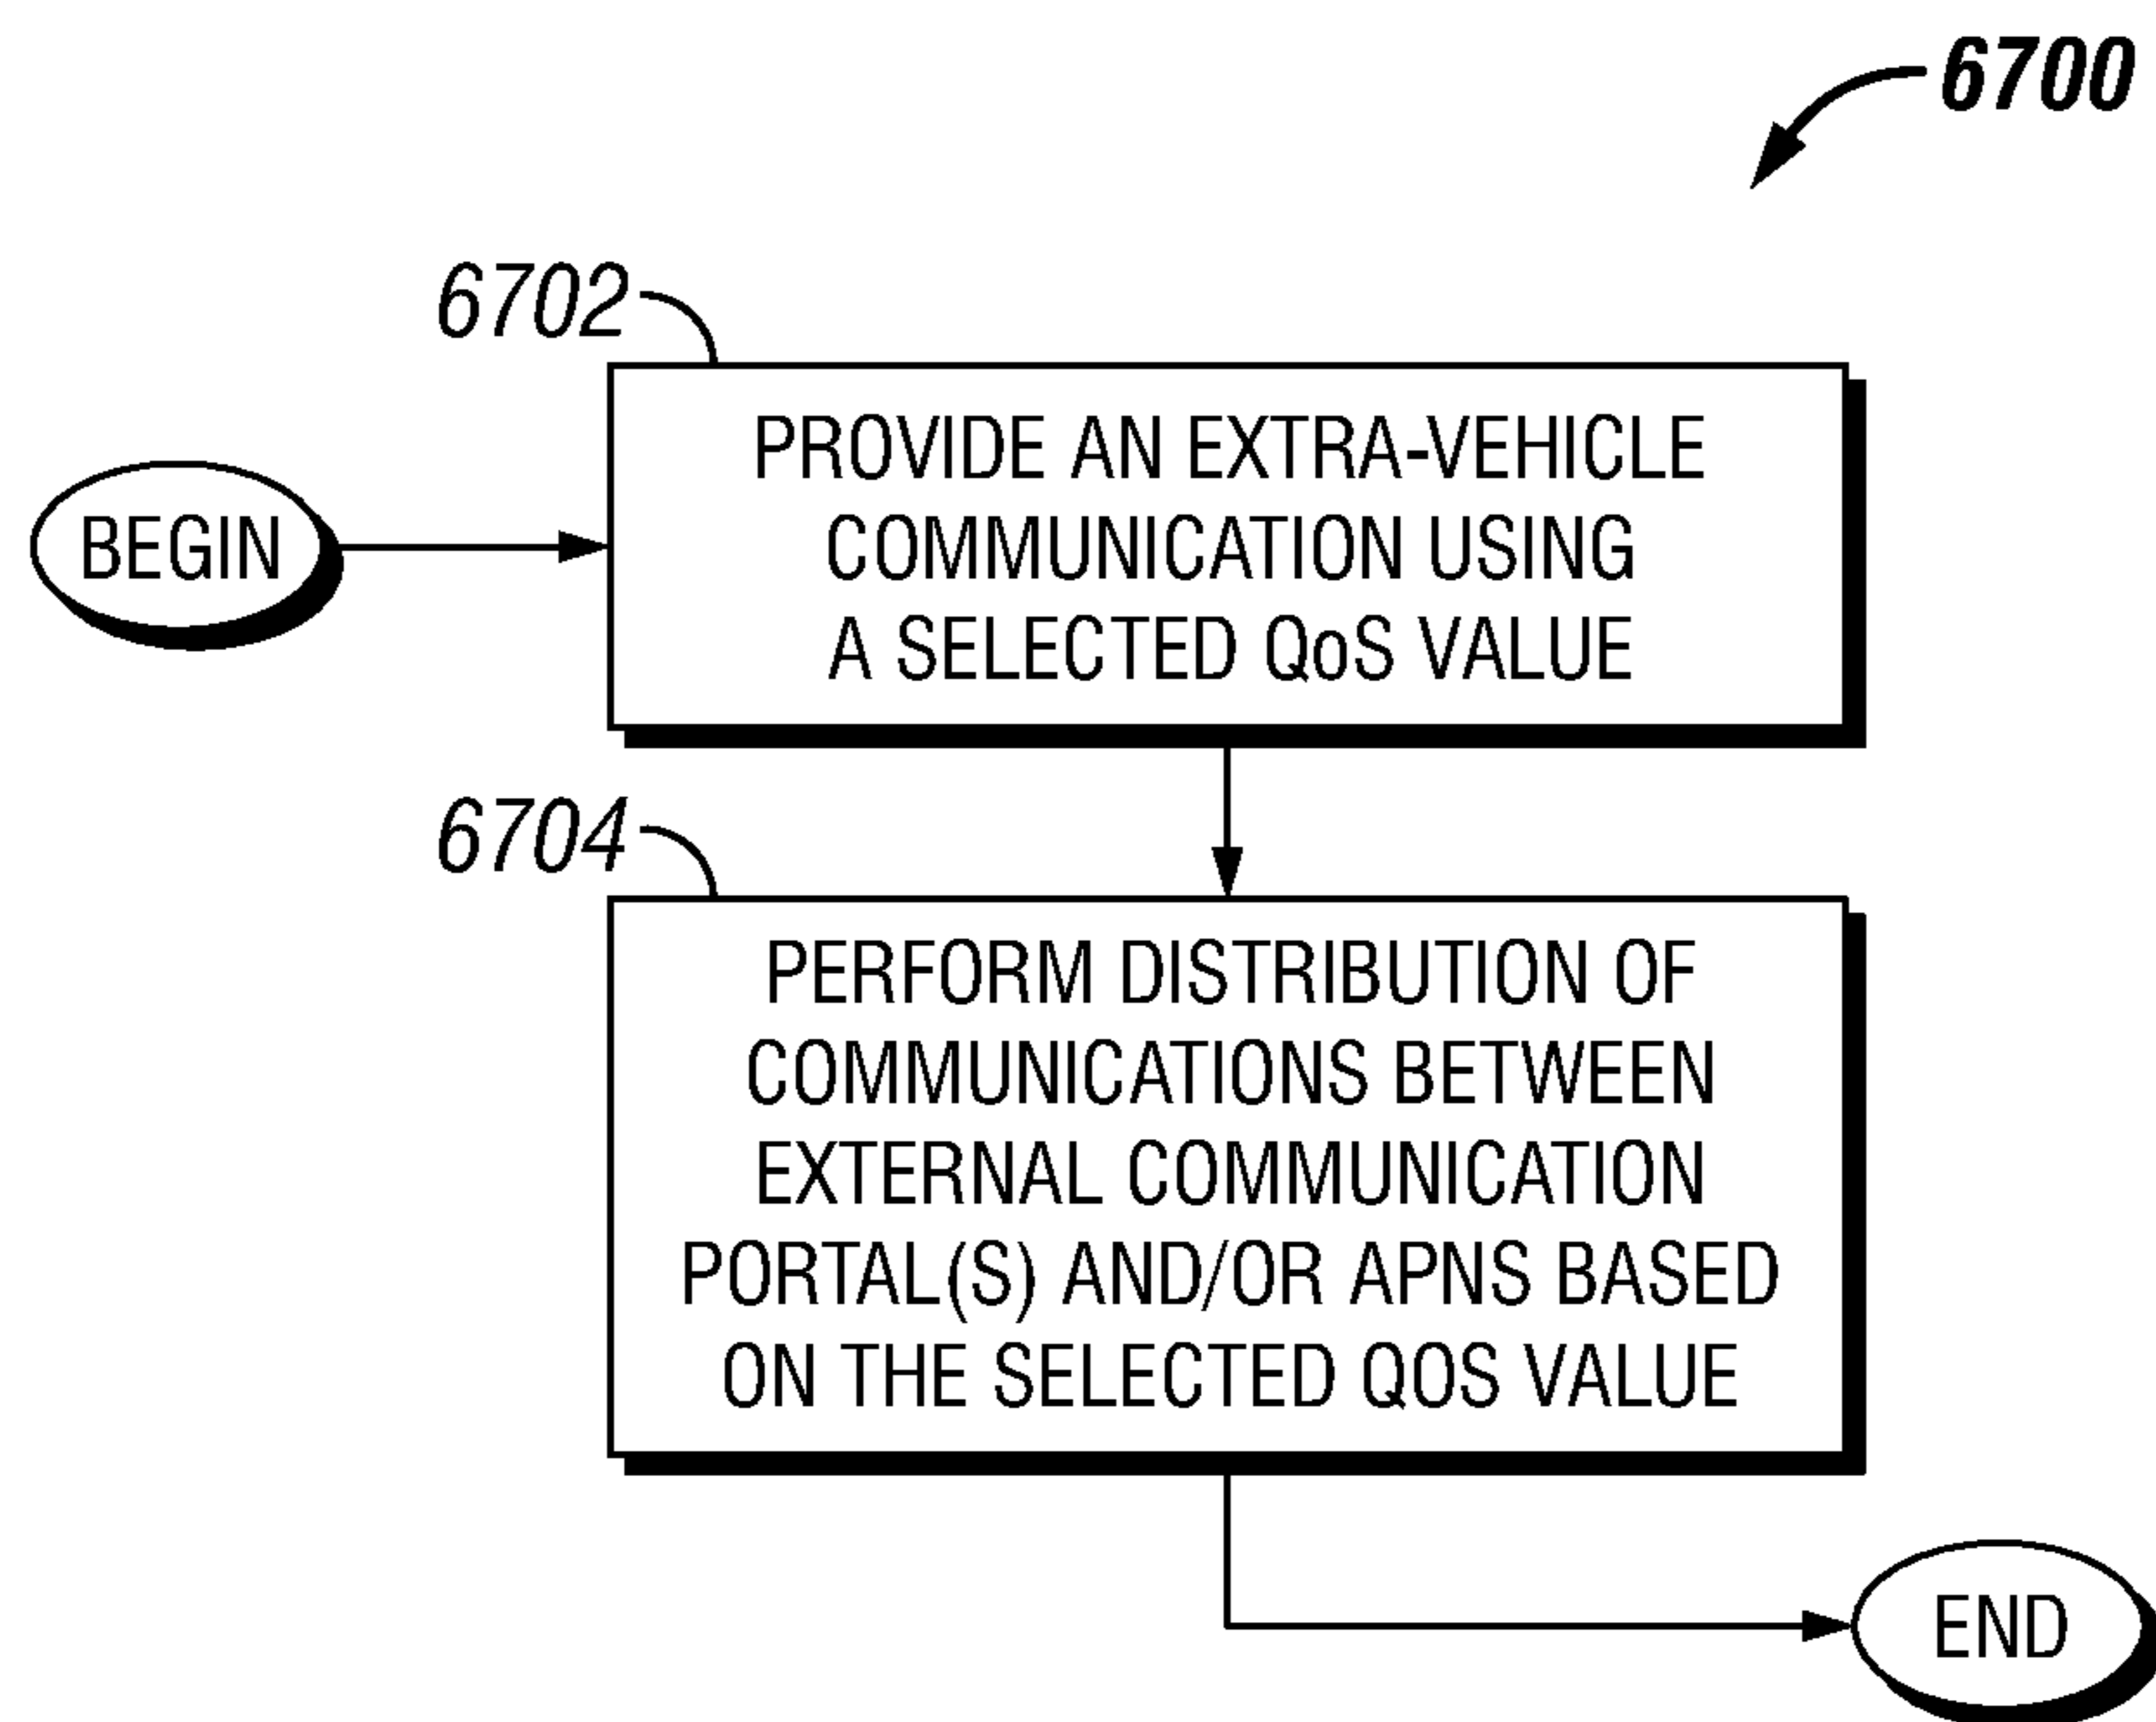 6700
6702
PROVIDE AN EXTRA-VEHICLE
COMMUNICATION USING
A SELECTED QoS VALUE
BEGIN
6704
PERFORM DISTRIBUTION OF
COMMUNICATIONS BETWEEN
EXTERNAL COMMUNICATION
PORTAL(S) AND/OR APNS BASED
ON THE SELECTED QOS VALUE
END